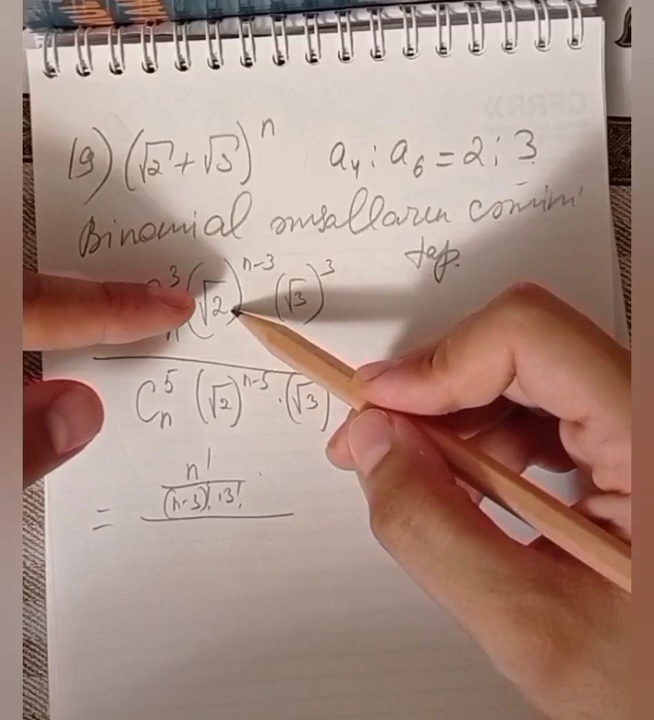 19) (√2 + √3)ⁿ a₄ : a₆ = 2 : 3
Binomial əmsalların cəmini
tap.
³ₙ (√2)ⁿ⁻³ (√3)³
C⁵ₙ (√2)ⁿ⁻⁵ · (√3)
n!
= (n-3)! · 3!